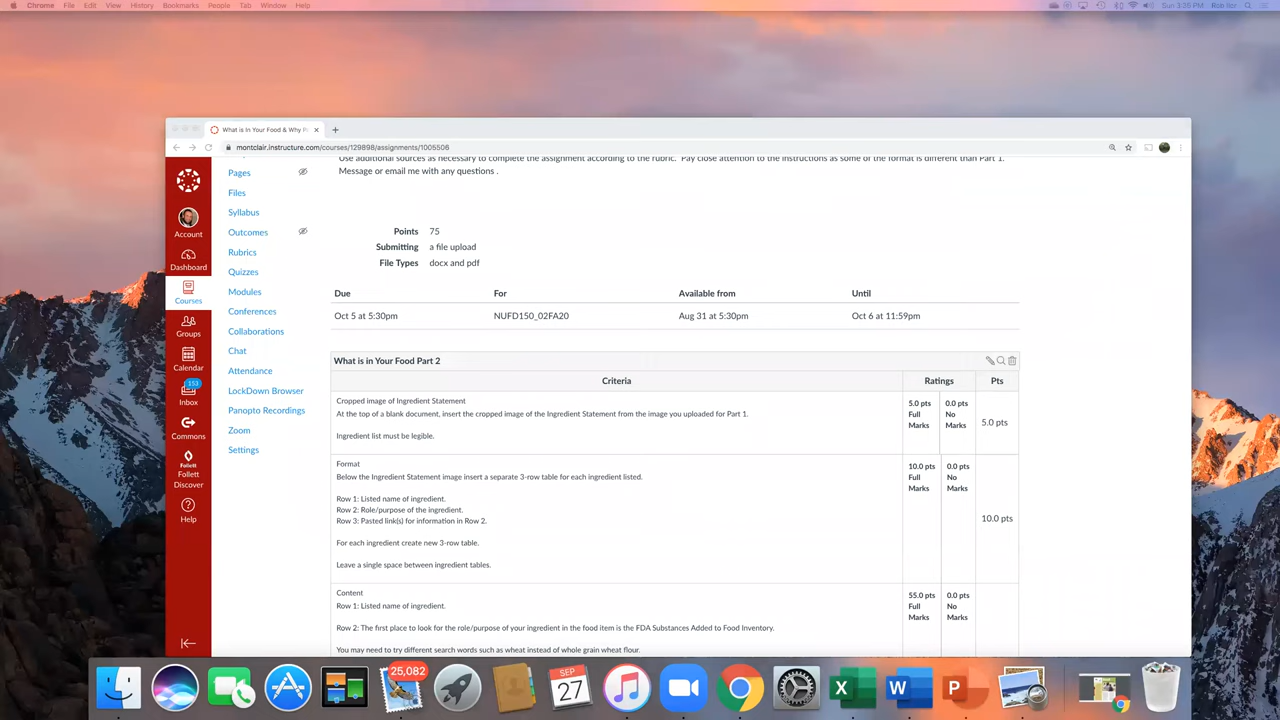 Chrome File Edit View History Bookmarks People Tab Window Help
Sun 3:25 PM Rob
What is In Your Food & Why P
montclair.instructure.com/courses/129898/assignments/1005506
Use additional sources as necessary to complete the assignment according to the rubric. Pay close attention to the instructions as some of the format is different than Part 1.
Message or email me with any questions .
Account
Dashboard
Courses
Groups
Calendar
153
Inbox
Commons
Follett
Follett
Discover
Help
Pages
Files
Syllabus
Outcomes
Rubrics
Quizzes
Modules
Conferences
Collaborations
Chat
Attendance
LockDown Browser
Panopto Recordings
Zoom
Settings
Points 75
Submitting a file upload
File Types docx and pdf
Due For Available from Until
Oct 5 at 5:30pm NUFD150_02FA20 Aug 31 at 5:30pm Oct 6 at 11:59pm
What is in Your Food Part 2
Criteria Ratings Pts
Cropped image of Ingredient Statement
At the top of a blank document, insert the cropped image of the Ingredient Statement from the image you uploaded for Part 1.
Ingredient list must be legible.
5.0 pts
Full
Marks
0.0 pts
No
Marks
5.0 pts
Format
Below the Ingredient Statement image insert a separate 3-row table for each ingredient listed.
Row 1: Listed name of ingredient.
Row 2: Role/purpose of the ingredient.
Row 3: Pasted link(s) for information in Row 2.
For each ingredient create new 3-row table.
Leave a single space between ingredient tables.
10.0 pts
Full
Marks
0.0 pts
No
Marks
10.0 pts
Content
Row 1: Listed name of ingredient.
Row 2: The first place to look for the role/purpose of your ingredient in the food item is the FDA Substances Added to Food Inventory.
You may need to try different search words such as wheat instead of whole grain wheat flour.
55.0 pts
Full
Marks
0.0 pts
No
Marks
25,082
SEP
27
X
W
P